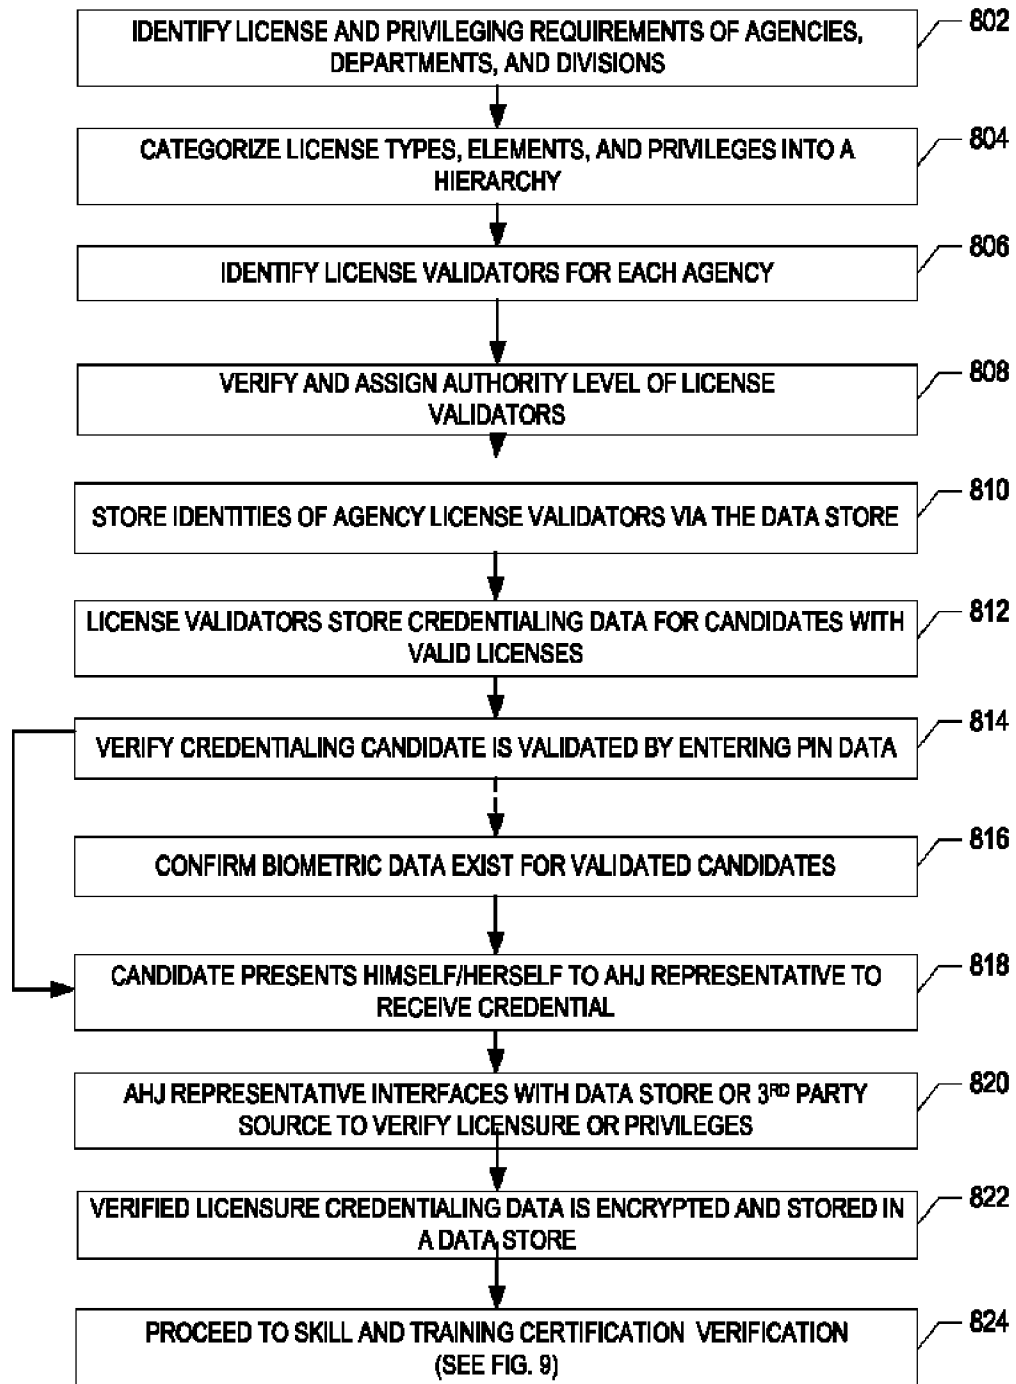 IDENTIFY LICENSE AND PRIVILEGING REQUIREMENTS OF AGENCIES,
DEPARTMENTS, AND DIVISIONS
802
CATEGORIZE LICENSE TYPES, ELEMENTS, AND PRIVILEGES INTO A
HIERARCHY
804
IDENTIFY LICENSE VALIDATORS FOR EACH AGENCY
806
VERIFY AND ASSIGN AUTHORITY LEVEL OF LICENSE
VALIDATORS
808
STORE IDENTITIES OF AGENCY LICENSE VALIDATORS VIA THE DATA STORE
810
LICENSE VALIDATORS STORE CREDENTIALING DATA FOR CANDIDATES WITH
VALID LICENSES
812
VERIFY CREDENTIALING CANDIDATE IS VALIDATED BY ENTERING PIN DATA
814
CONFIRM BIOMETRIC DATA EXIST FOR VALIDATED CANDIDATES
816
CANDIDATE PRESENTS HIMSELF/HERSELF TO AHJ REPRESENTATIVE TO
RECEIVE CREDENTIAL
818
AHJ REPRESENTATIVE INTERFACES WITH DATA STORE OR 3RD PARTY
SOURCE TO VERIFY LICENSURE OR PRIVILEGES
820
VERIFIED LICENSURE CREDENTIALING DATA IS ENCRYPTED AND STORED IN
A DATA STORE
822
PROCEED TO SKILL AND TRAINING CERTIFICATION VERIFICATION
(SEE FIG. 9)
824